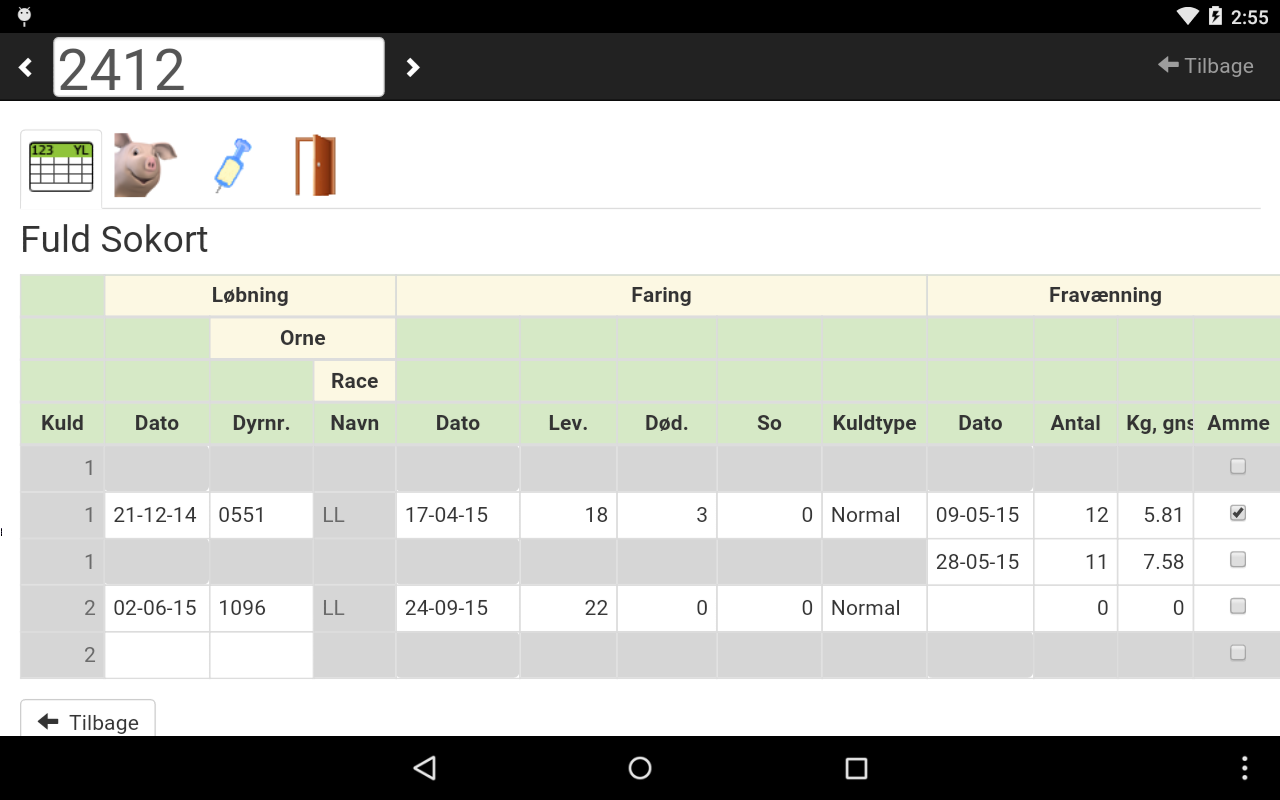 2:55
2412
Tilbage
123 YL
Fuld Sokort
Løbning Faring Fravænning
Orne
Race
Kuld Dato Dyrnr. Navn Dato Lev. Død. So Kuldtype Dato Antal Kg, gns Amme
1
1 21-12-14 0551 LL 17-04-15 18 3 0 Normal 09-05-15 12 5.81
1 28-05-15 11 7.58
2 02-06-15 1096 LL 24-09-15 22 0 0 Normal 0 0
2
Tilbage